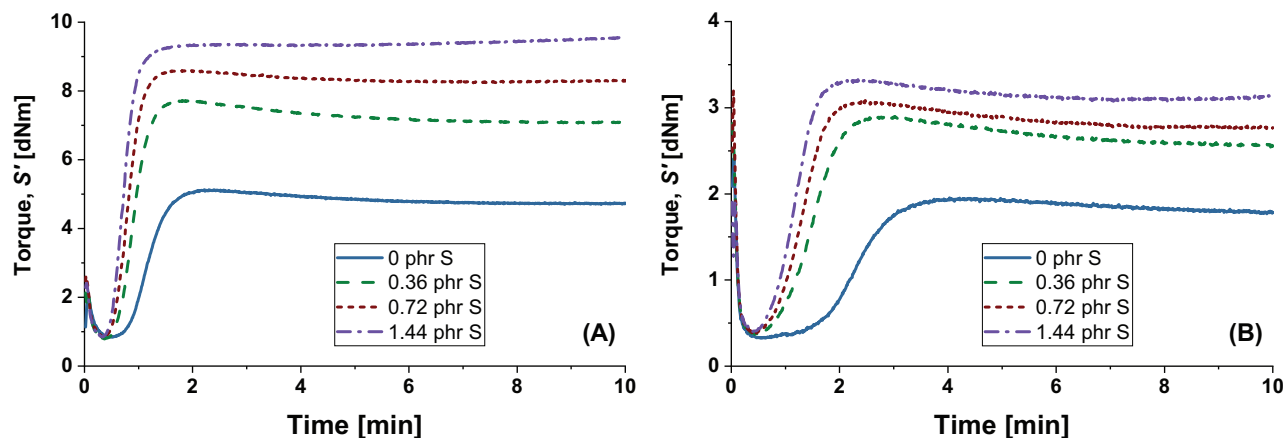 10
8
6
4
2
0
Torque, S′ [dNm]
0 phr S
0.36 phr S
0.72 phr S
1.44 phr S
(A)
0 2 4 6 8 10
Time [min]
4
3
2
1
0
Torque, S′ [dNm]
0 phr S
0.36 phr S
0.72 phr S
1.44 phr S
(B)
0 2 4 6 8 10
Time [min]